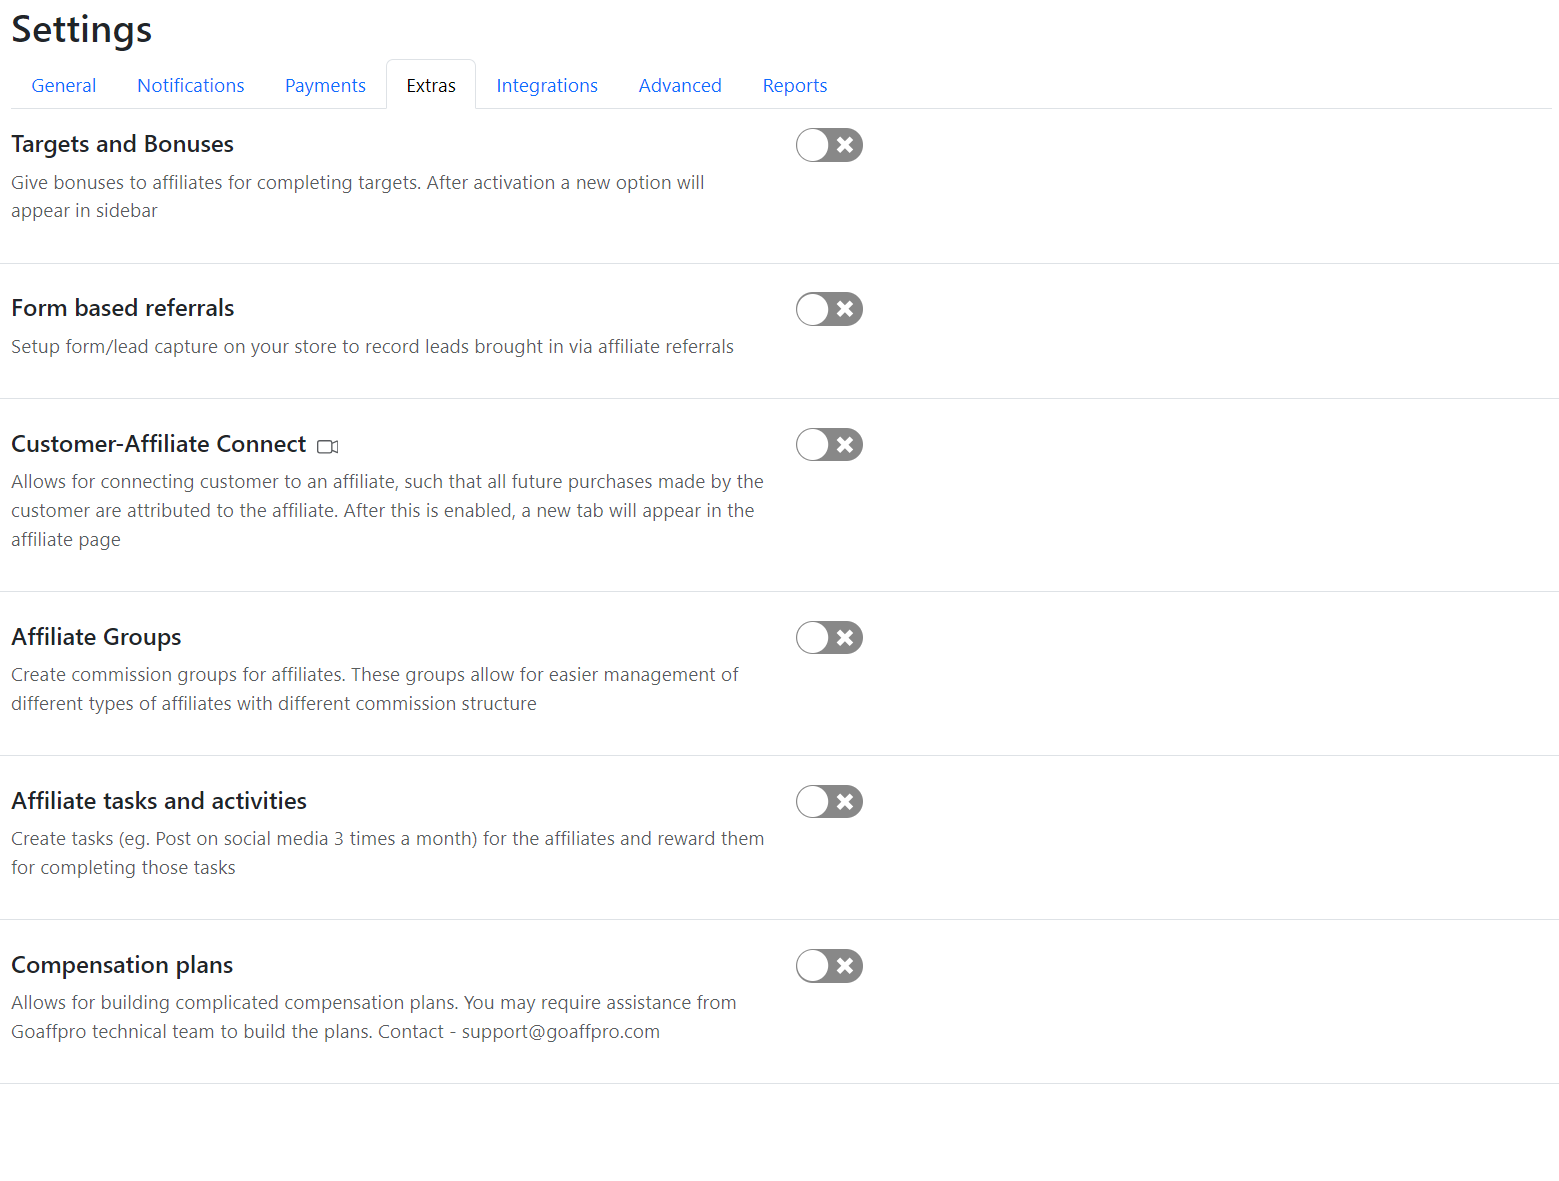 Settings
General Notifications Payments Extras Integrations Advanced Reports
Targets and Bonuses
Give bonuses to affiliates for completing targets. After activation a new option will
appear in sidebar
Form based referrals
Setup form/lead capture on your store to record leads brought in via affiliate referrals
Customer-Affiliate Connect
Allows for connecting customer to an affiliate, such that all future purchases made by the
customer are attributed to the affiliate. After this is enabled, a new tab will appear in the
affiliate page
Affiliate Groups
Create commission groups for affiliates. These groups allow for easier management of
different types of affiliates with different commission structure
Affiliate tasks and activities
Create tasks (eg. Post on social media 3 times a month) for the affiliates and reward them
for completing those tasks
Compensation plans
Allows for building complicated compensation plans. You may require assistance from
Goaffpro technical team to build the plans. Contact - support@goaffpro.com